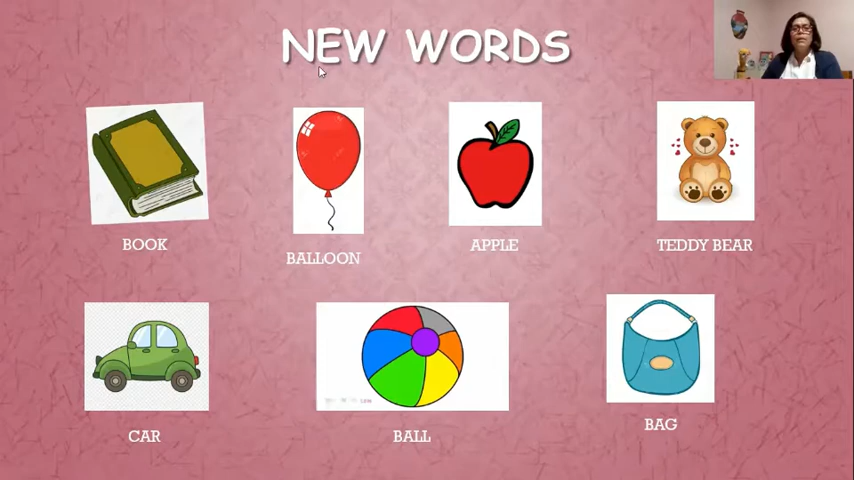 NEW WORDS
BOOK
BALLOON
APPLE
TEDDY BEAR
CAR
BALL
BAG